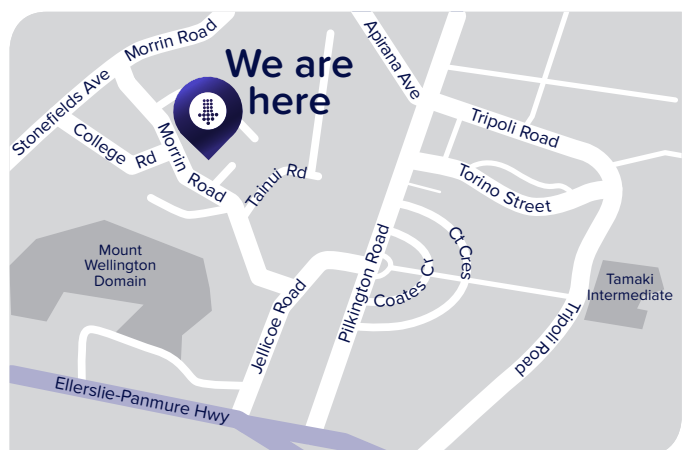 Morrin Road
Apirana Ave
We are
here
Stonefields Ave
College Rd
Morrin Road
Tripoli Road
Tainui Rd
Torino Street
Ct Cres
Mount
Wellington
Domain
Pilkington Road
Coates Cr
Tamaki
Intermediate
Jellicoe Road
Tripoli Road
Ellerslie-Panmure Hwy